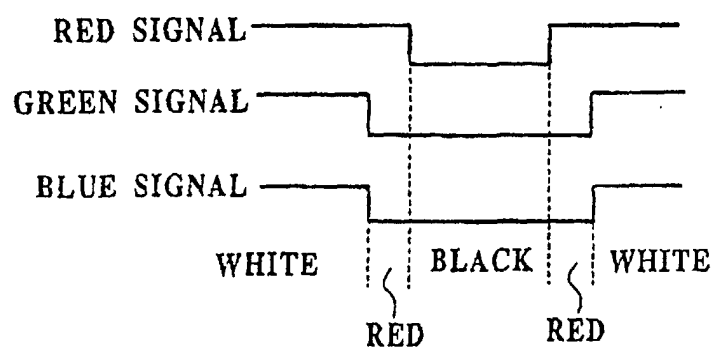 RED SIGNAL
GREEN SIGNAL
BLUE SIGNAL
WHITE BLACK WHITE
RED RED